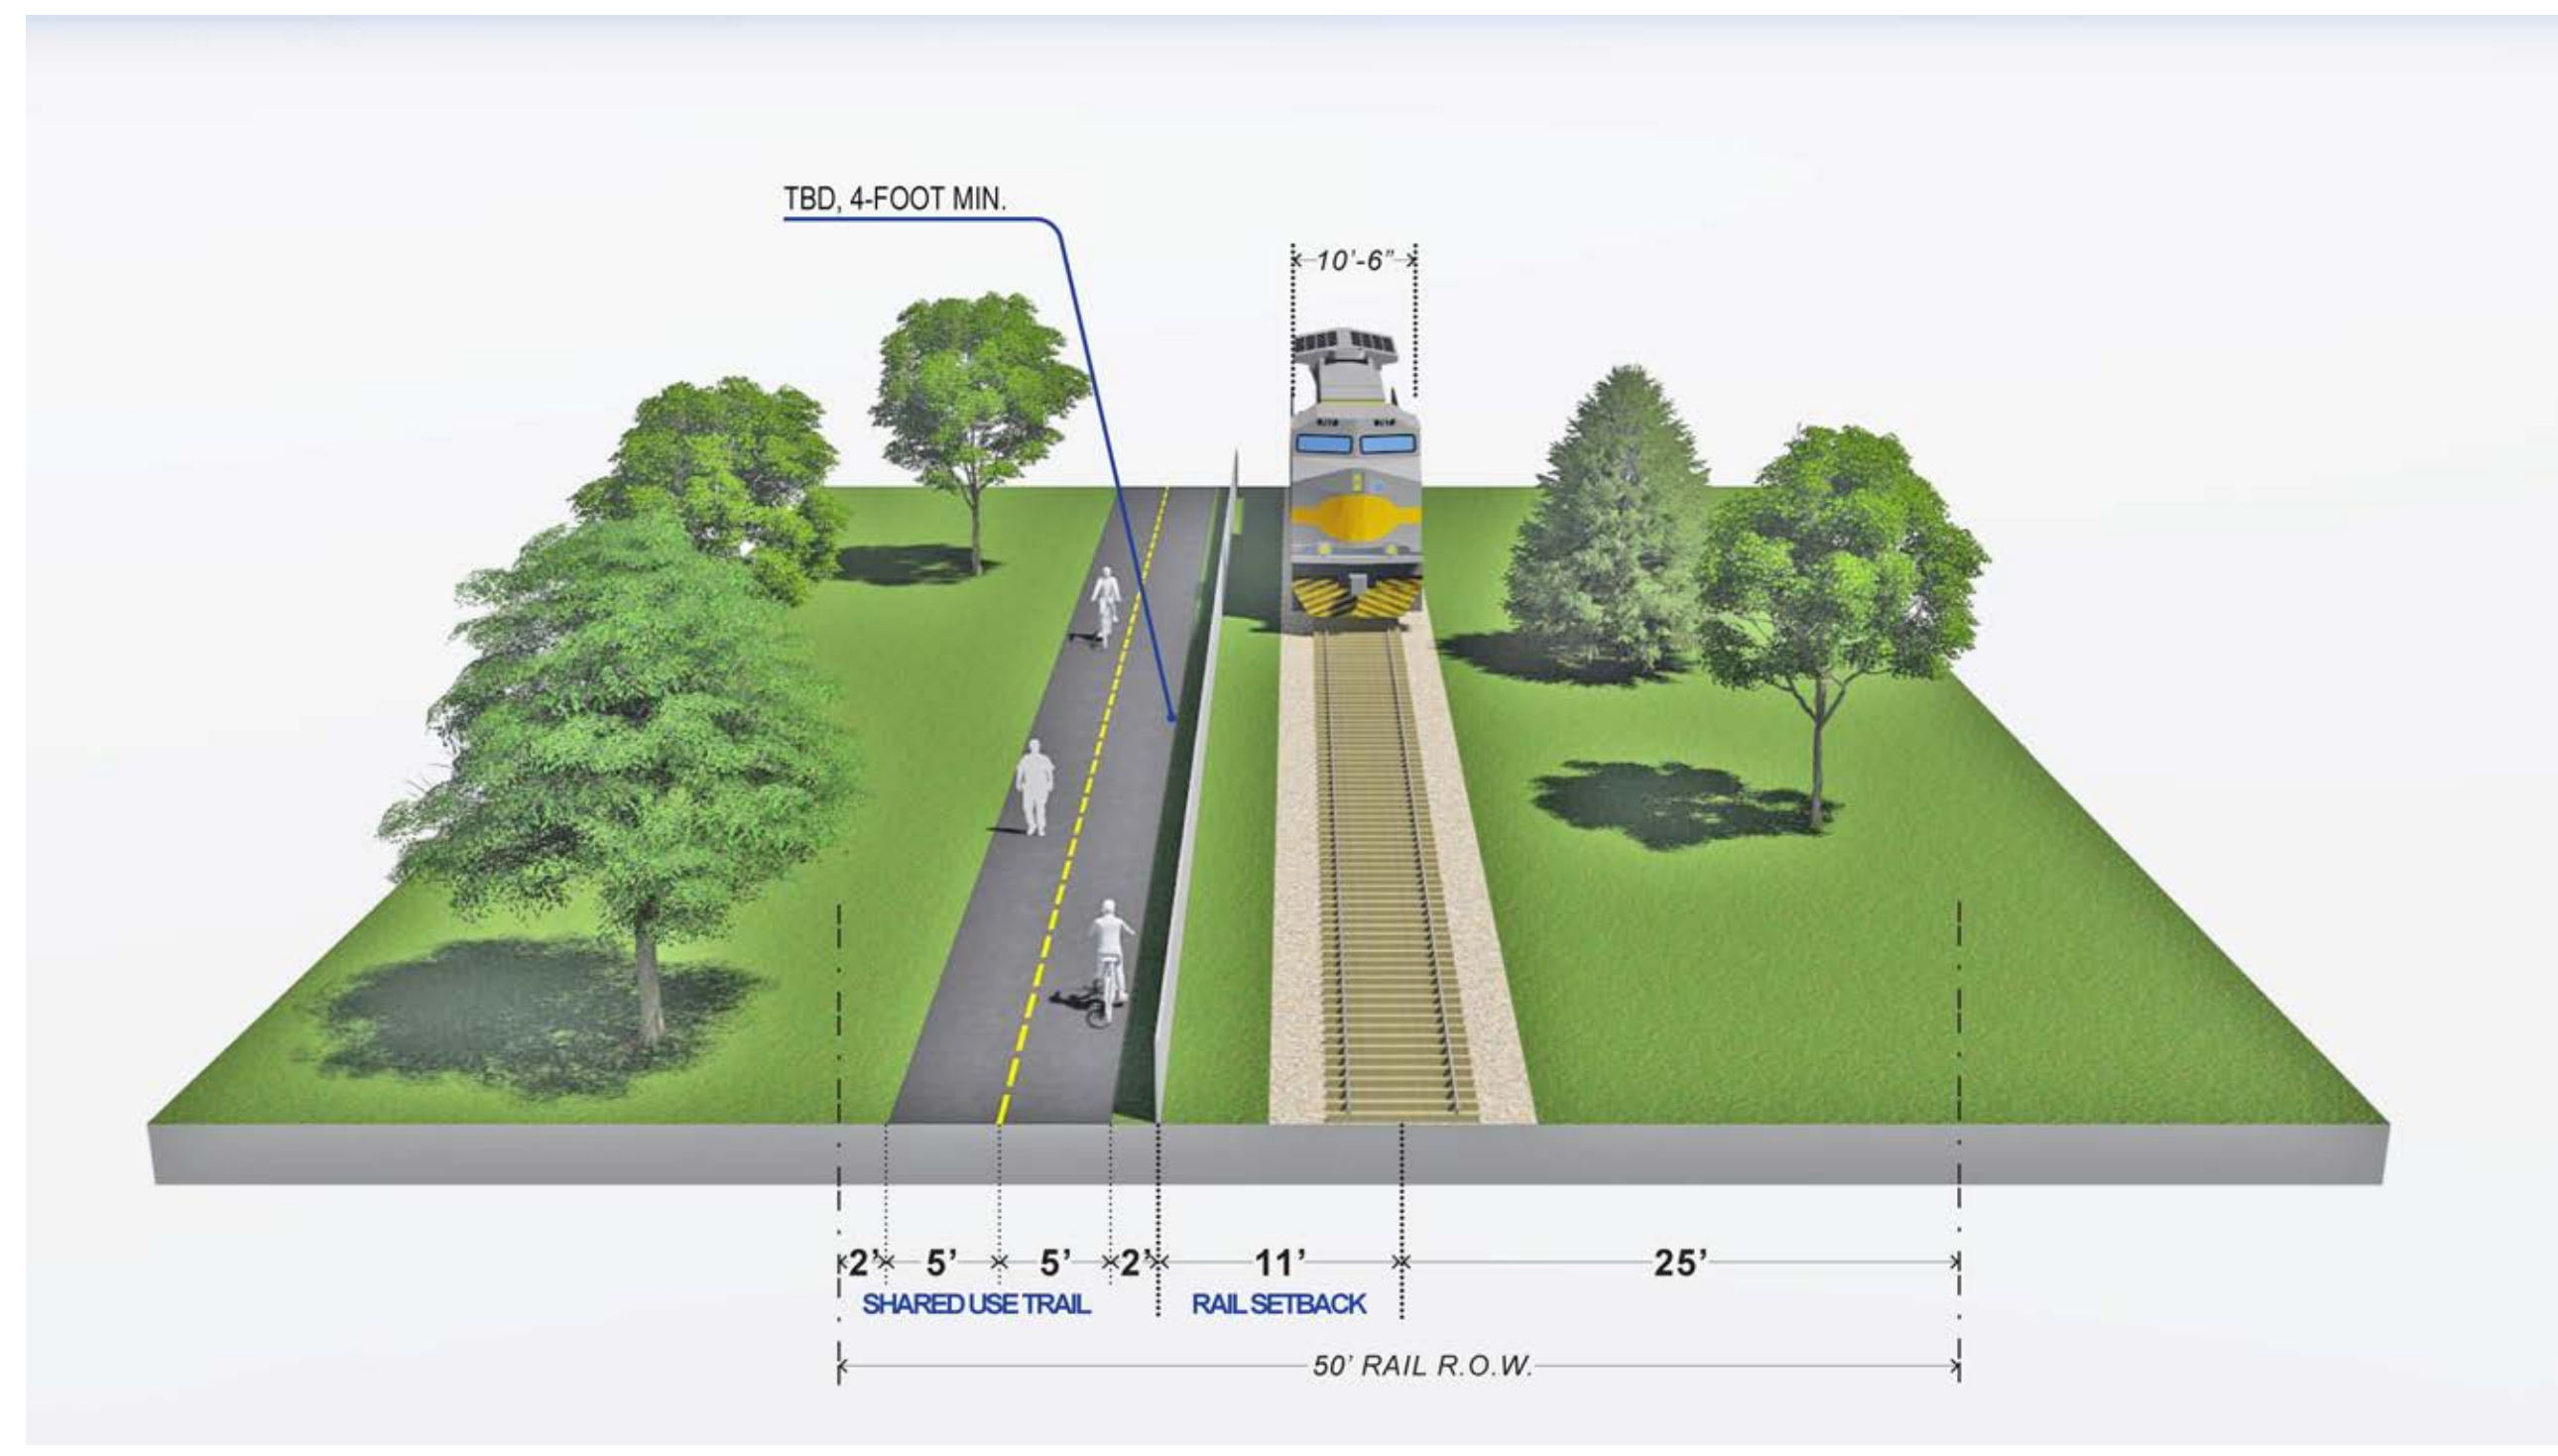 TBD, 4-FOOT MIN.
10'-6”
2’ 5’ 5’ 2’ 11’ 25’
SHARED USE TRAIL RAIL SETBACK
50’ RAIL R.O.W.